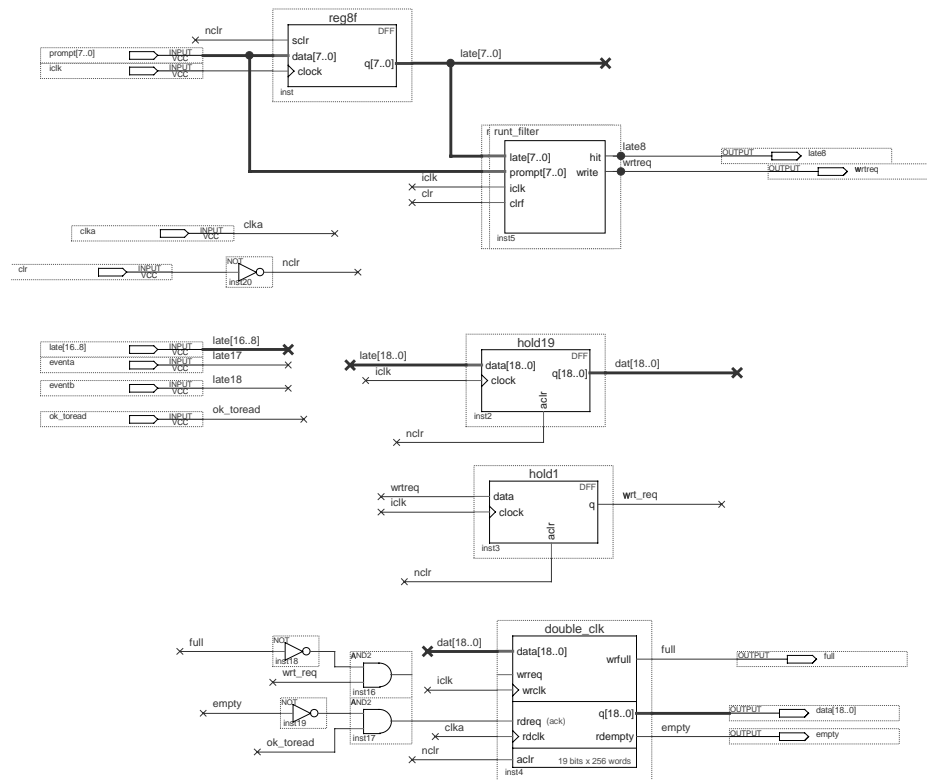 reg8f
nclr
DFF
sclr
prompt[7..0]
INPUT
VCC
data[7..0]
q[7..0]
late[7..0]
iclk
INPUT
VCC
clock
inst
runt_filter
late[7..0]
hit
late8
OUTPUT
late8
prompt[7..0]
write
wrtreq
OUTPUT
wrtreq
iclk
iclk
clr
clrf
inst5
clka
INPUT
VCC
clka
clr
INPUT
VCC
NOT
nclr
inst20
late[16..8]
INPUT
VCC
late[16..8]
eventa
INPUT
VCC
late17
eventb
INPUT
VCC
late18
ok_toread
INPUT
VCC
ok_toread
hold19
late[18..0]
DFF
data[18..0]
q[18..0]
dat[18..0]
iclk
clock
aclr
inst2
nclr
hold1
DFF
wrtreq
data
q
wrt_req
iclk
clock
aclr
inst3
nclr
double_clk
full
NOT
inst18
AND2
wrt_req
inst16
dat[18..0]
data[18..0]
wrfull
full
OUTPUT
full
wrreq
iclk
wrclk
empty
NOT
inst19
AND2
inst17
ok_toread
rdreq (ack)
q[18..0]
OUTPUT
data[18..0]
clka
rdclk
rdempty
empty
OUTPUT
empty
nclr
aclr
19 bits x 256 words
inst4